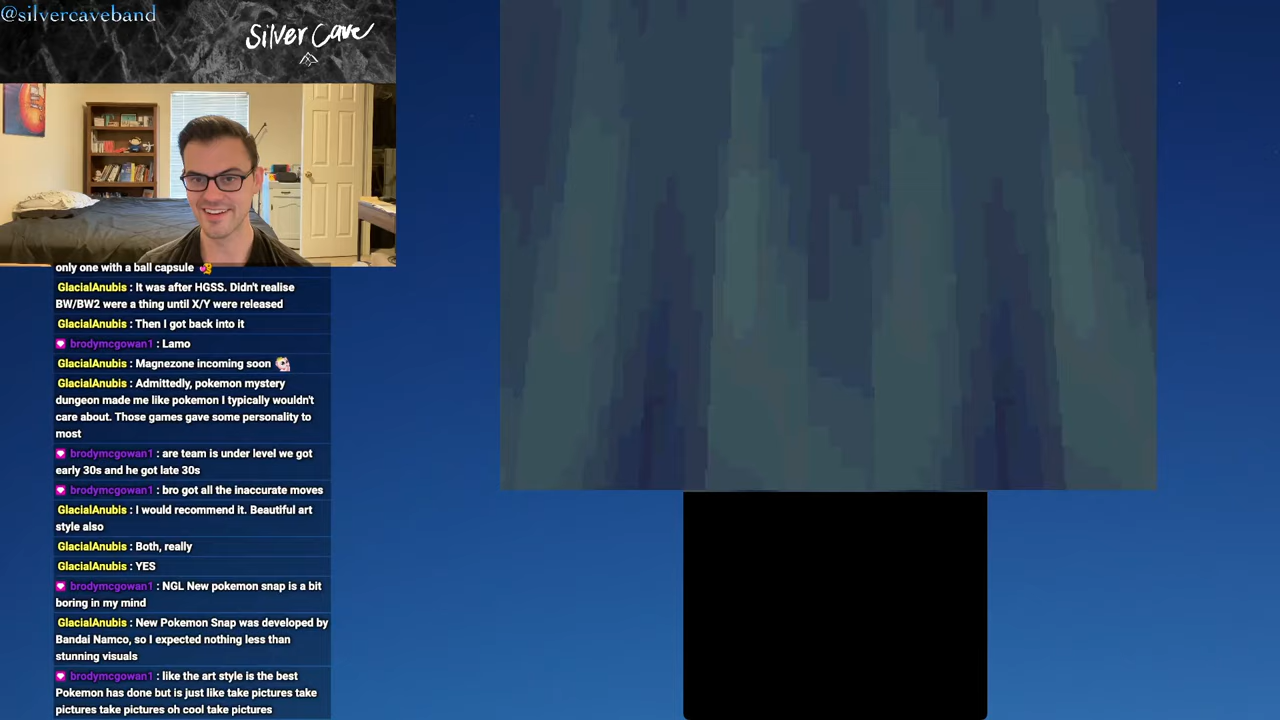 @silvercaveband
Silver Cave
only one with a ball capsule
GlacialAnubis : It was after HGSS. Didn't realise
BW/BW2 were a thing until X/Y were released
GlacialAnubis : Then I got back into it
brodymcgowan1 : Lamo
GlacialAnubis : Magnezone incoming soon
GlacialAnubis : Admittedly, pokemon mystery
dungeon made me like pokemon I typically wouldn't
care about. Those games gave some personality to
most
brodymcgowan1 : are team is under level we got
early 30s and he got late 30s
brodymcgowan1 : bro got all the inaccurate moves
GlacialAnubis : I would recommend it. Beautiful art
style also
GlacialAnubis : Both, really
GlacialAnubis : YES
brodymcgowan1 : NGL New pokemon snap is a bit
boring in my mind
GlacialAnubis : New Pokemon Snap was developed by
Bandai Namco, so I expected nothing less than
stunning visuals
brodymcgowan1 : like the art style is the best
Pokemon has done but is just like take pictures take
pictures take pictures oh cool take pictures